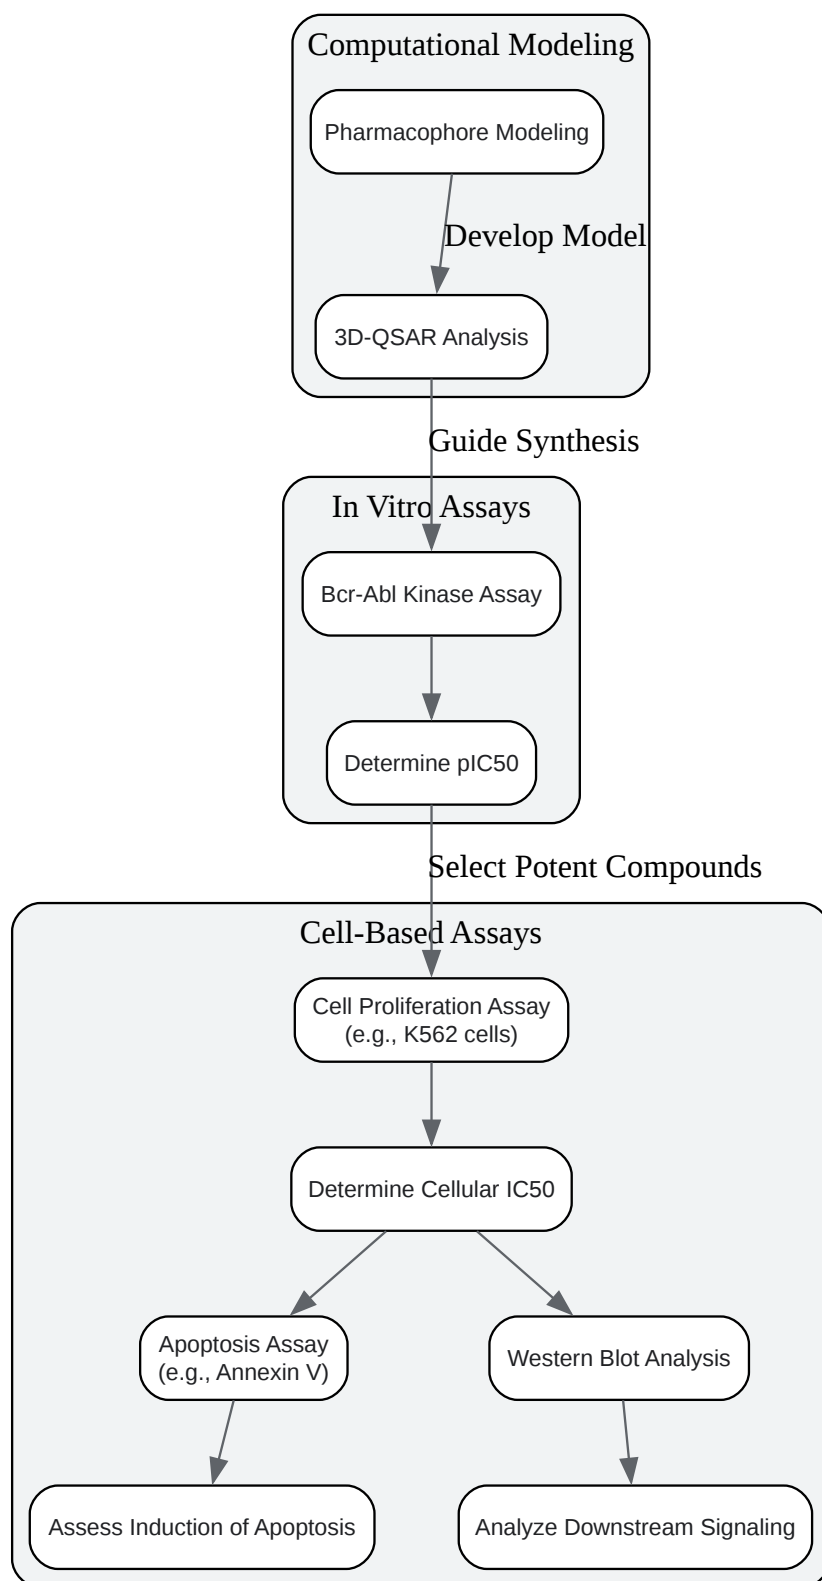 Computational Modeling
Pharmacophore Modeling
Develop Model
3D-QSAR Analysis
Guide Synthesis
In Vitro Assays
Bcr-Abl Kinase Assay
Determine pIC50
Select Potent Compounds
Cell-Based Assays
Cell Proliferation Assay
(e.g., K562 cells)
Determine Cellular IC50
Apoptosis Assay
(e.g., Annexin V)
Western Blot Analysis
Assess Induction of Apoptosis
Analyze Downstream Signaling